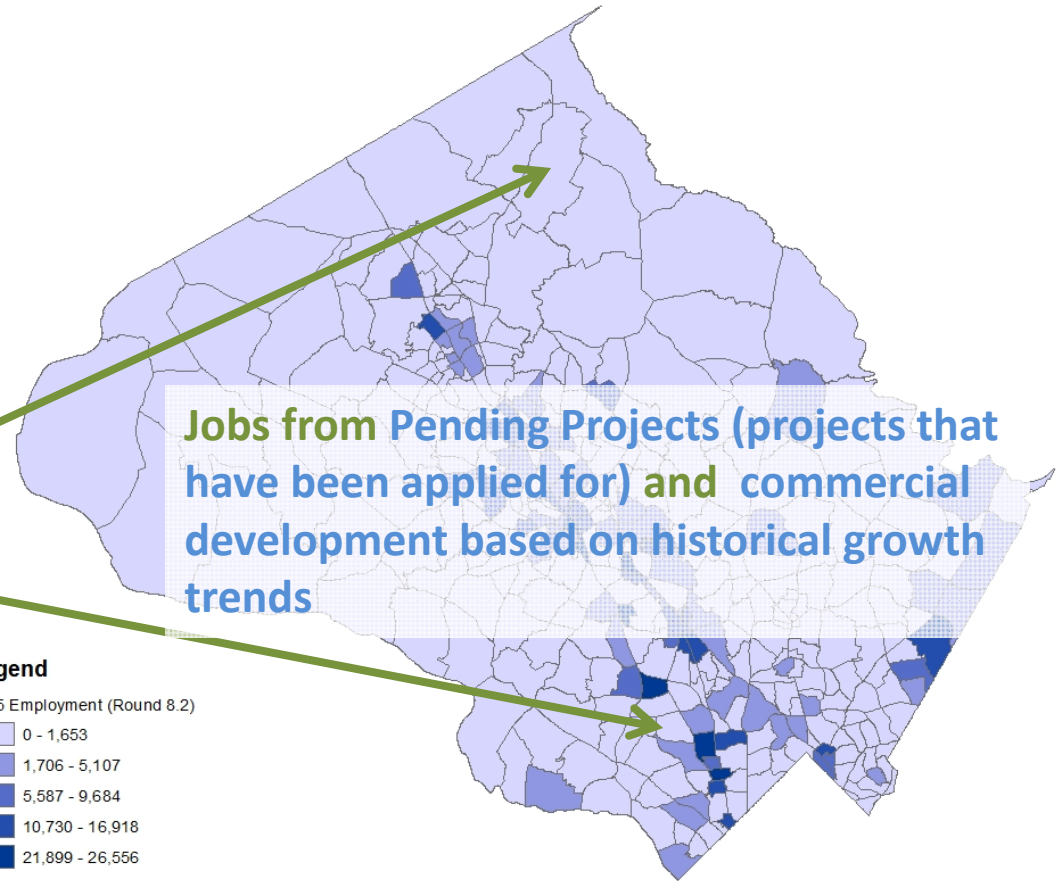 Jobs from Pending Projects (projects that
have been applied for) and commercial
development based on historical growth
trends
gend
5 Employment (Round 8.2)
0 - 1,653
1,706 - 5,107
5,587 - 9,684
10,730 - 16,918
21,899 - 26,556